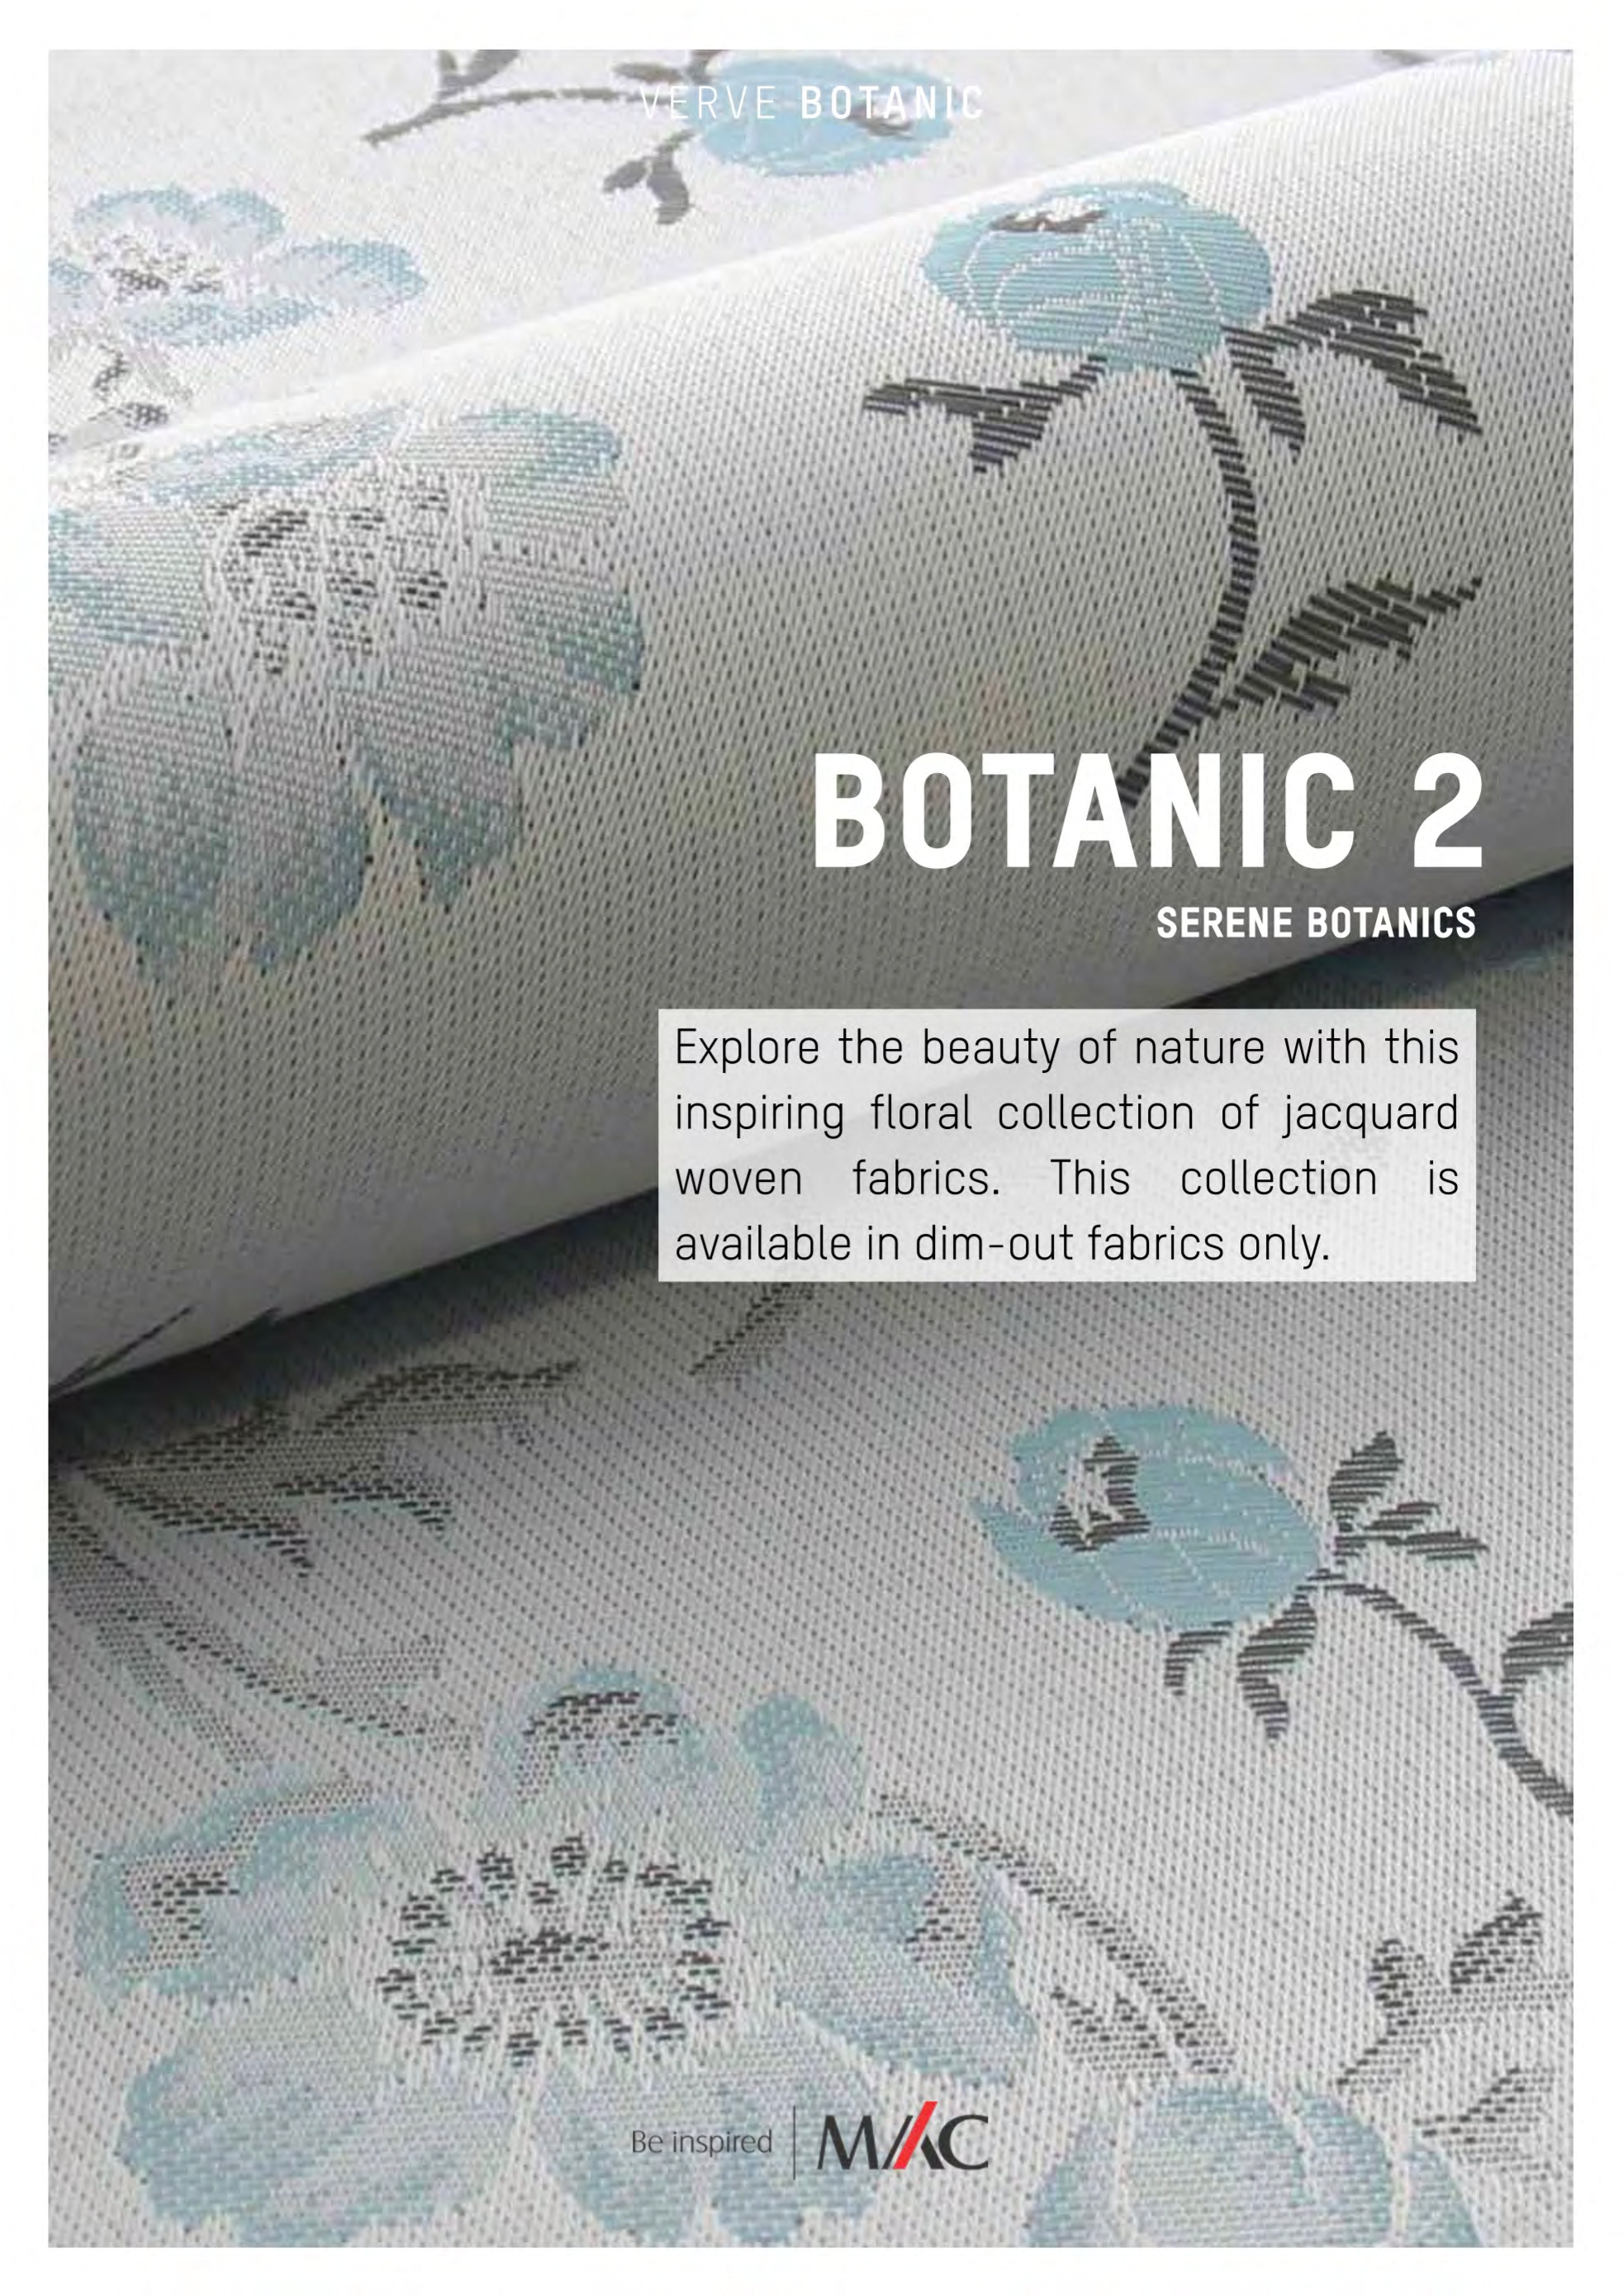 VERVE BOTANIC
BOTANIC 2
SERENE BOTANICS
Explore the beauty of nature with this
inspiring floral collection of jacquard
woven fabrics. This collection is
available in dim-out fabrics only.
Be inspired
MAC